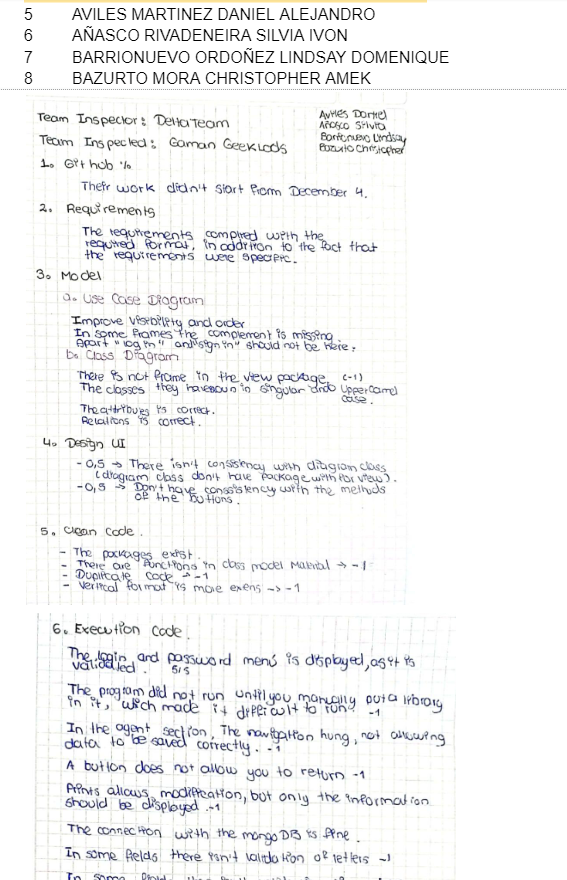 5 AVILES MARTINEZ DANIEL ALEJANDRO
6 AÑASCO RIVADENEIRA SILVIA IVON
7 BARRIONUEVO ORDOÑEZ LINDSAY DOMENIQUE
8 BAZURTO MORA CHRISTOPHER AMEK
Team Inspector: DeltaTeam
Avilés Daniel
Añasco Silvia
Team Inspected: Gaman GeekLods
Barrionuevo Lindsay
Bazurto Christopher
1. Git hub %
Their work didn't start from December 4.
2. Requirements
The requirements complied with the
required format, in addition to the fact that
the requirements were specific.
3. Model
a. Use Case Diagram
Improve visibility and order
In some frames the complement is missing
Apart "log in" and "sign in" should not be here.
b. Class Diagram
There is not frame in the view package (-1)
The classes they have noun in singular and UpperCamel
case.
The attribues is correct.
Relations is correct.
4. Design UI
-0,5 → There isn't consistency with diagram class
(diagram class don't have package with for view).
-0,5 → Don't have consistency with the methods
of the buttons.
5. Clean Code.
- The packages exist.
- There are functions in class model Material → -1
- Duplicate code → -1
- Vertical format is more exens → -1
6. Execution Code.
The login and password menú is displayed, as it is
validated. 5/5
The program did not run until you manually put a library
in it, wich made it difficult to run. -1
In the agent section, The navigation hung, not allowing
data to be saved correctly. -1
A button does not allow you to return -1
Prints allows modification, but only the information
should be displayed. -1
The connection with the mongo DB is fine.
In some fields there isn't validation of letters -1
In some